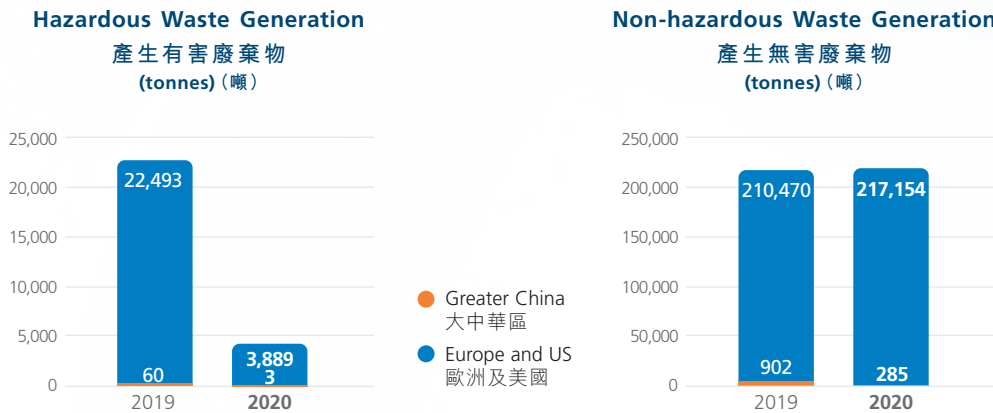 Hazardous Waste Generation
產生有害廢棄物
(tonnes)(噸)
25,000
20,000
15,000
10,000
5,000
0
22,493
60
3,889
3
2019
2020
Greater China
大中華區
Europe and US
歐洲及美國
Non-hazardous Waste Generation
產生無害廢棄物
(tonnes)(噸)
250,000
200,000
150,000
100,000
50,000
0
210,470
902
217,154
285
2019
2020